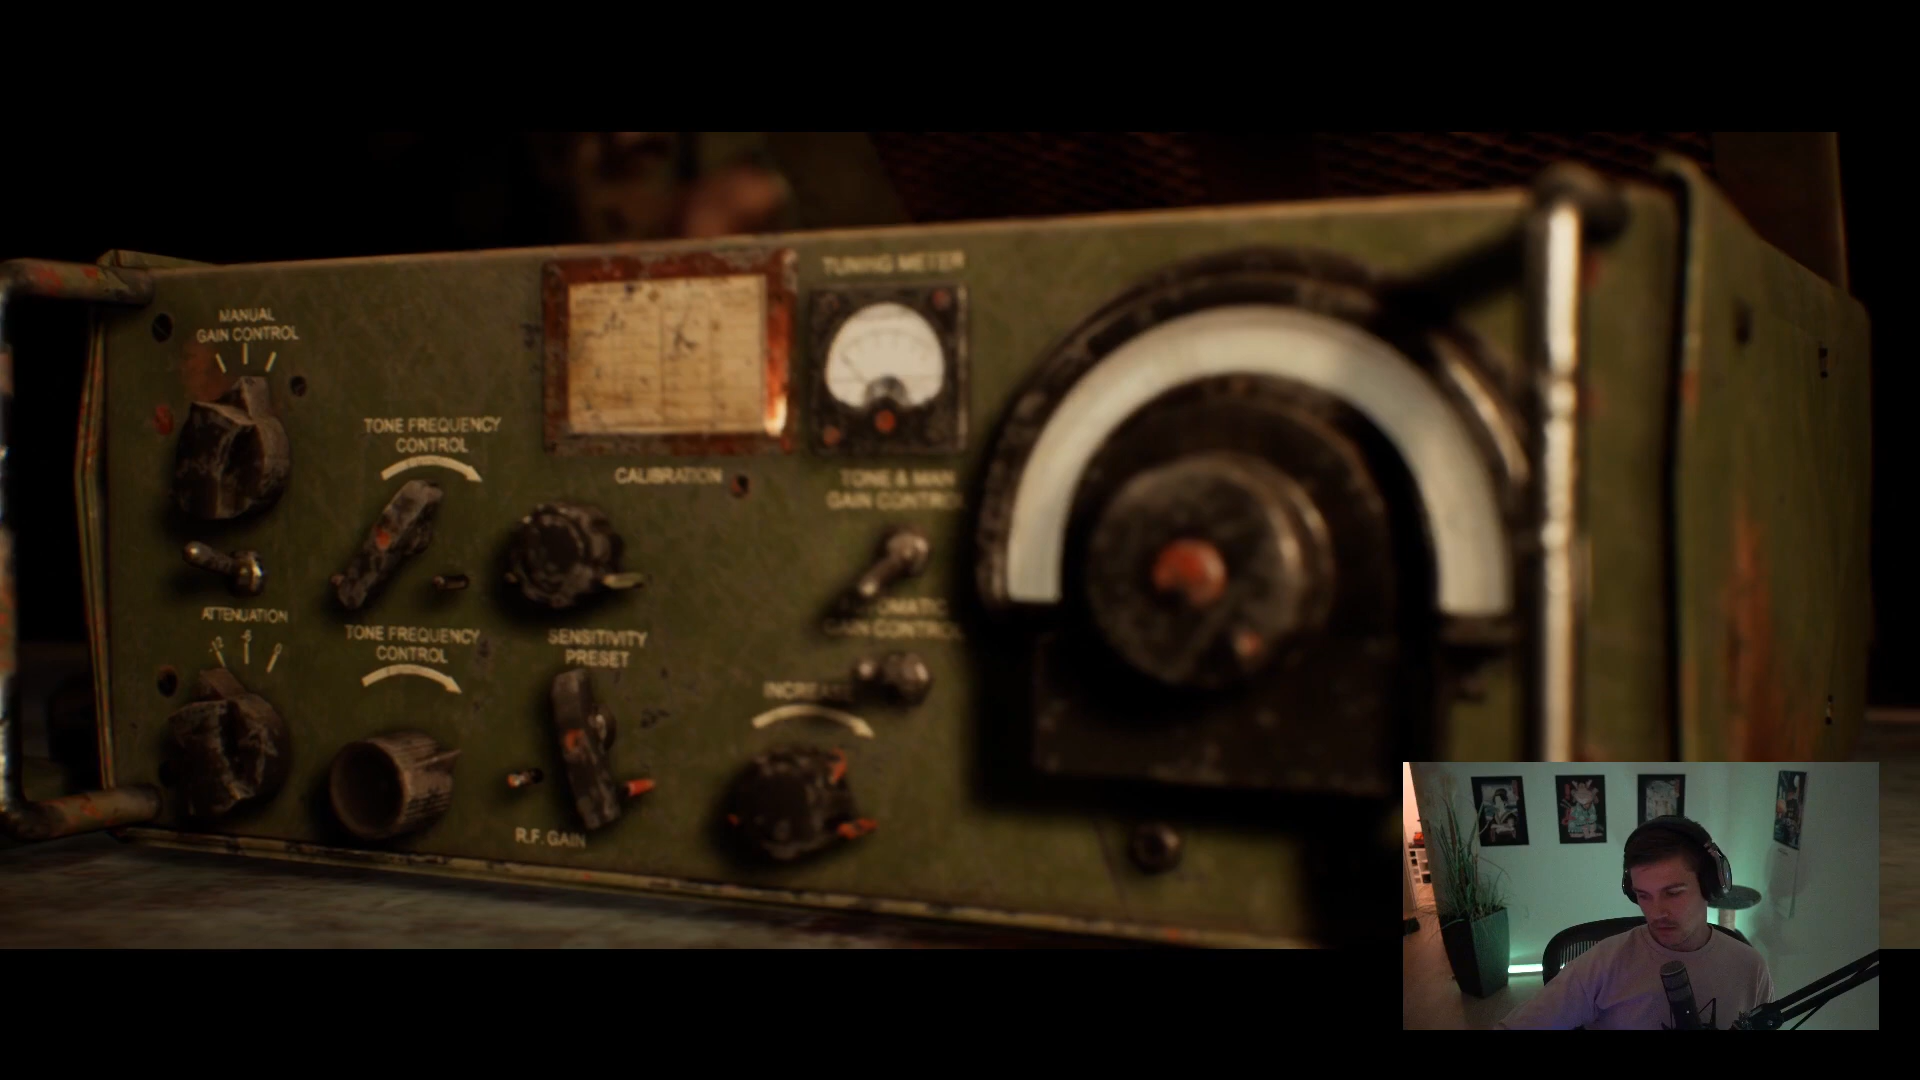 MANUAL
GAIN CONTROL
TUNING METER
TONE FREQUENCY
CONTROL
CALIBRATION
TONE & MAN
GAIN CONTROL
ATTENUATION
TONE FREQUENCY
CONTROL
SENSITIVITY
PRESET
GAIN CONTROL
R.F. GAIN